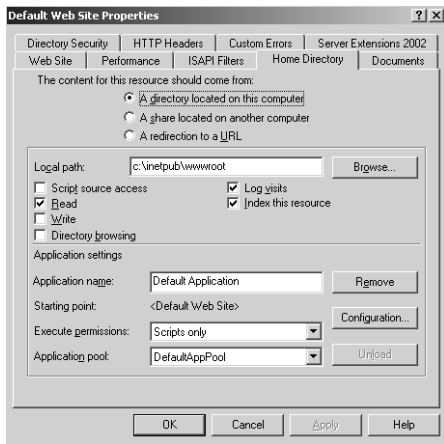 Default Web Site Properties
Directory Security HTTP Headers Custom Errors Server Extensions 2002
Web Site Performance ISAPI Filters Home Directory Documents
The content for this resource should come from:
A directory located on this computer
A share located on another computer
A redirection to a URL
Local path: c:\inetpub\wwwroot Browse...
Script source access Log visits
Read Index this resource
Write
Directory browsing
Application settings
Application name: Default Application Remove
Starting point: <Default Web Site>
Configuration...
Execute permissions: Scripts only
Application pool: DefaultAppPool Unload
OK Cancel Apply Help